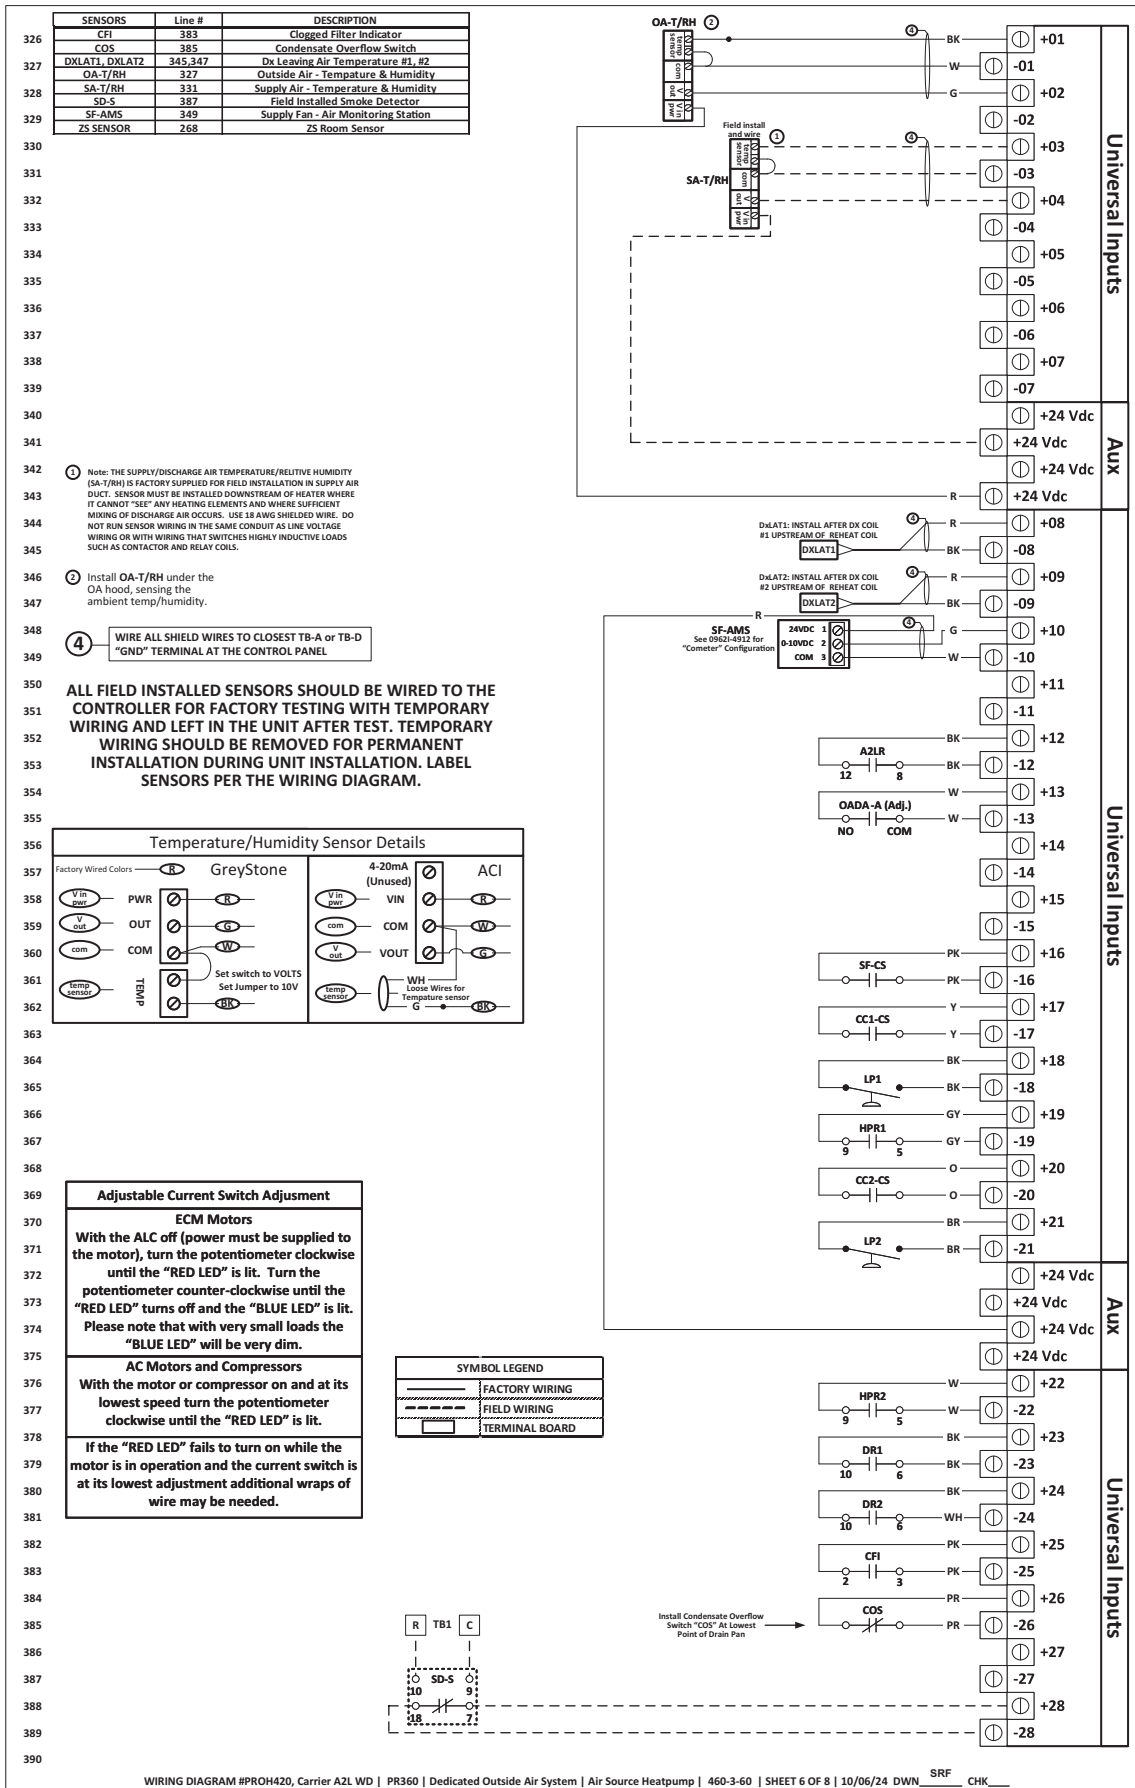 SENSORS Line # DESCRIPTION
CFI 383 Clogged Filter Indicator
COS 385 Condensate Overflow Switch
DXLAT1, DXLAT2 345,347 Dx Leaving Air Temperature #1, #2
OA-T/RH 327 Outside Air - Tempature & Humidity
SA-T/RH 331 Supply Air - Temperature & Humidity
SD-S 387 Field Installed Smoke Detector
SF-AMS 349 Supply Fan - Air Monitoring Station
ZS SENSOR 268 ZS Room Sensor
326
327
328
329
330
331
332
333
334
335
336
337
338
339
340
341
342
343
344
345
346
347
348
349
350
351
352
353
354
355
356
357
358
359
360
361
362
363
364
365
366
367
368
369
370
371
372
373
374
375
376
377
378
379
380
381
382
383
384
385
386
387
388
389
390
1 Note: THE SUPPLY/DISCHARGE AIR TEMPERATURE/RELITIVE HUMIDITY
(SA-T/RH) IS FACTORY SUPPLIED FOR FIELD INSTALLATION IN SUPPLY AIR
DUCT. SENSOR MUST BE INSTALLED DOWNSTREAM OF HEATER WHERE
IT CANNOT "SEE" ANY HEATING ELEMENTS AND WHERE SUFFICIENT
MIXING OF DISCHARGE AIR OCCURS. USE 18 AWG SHIELDED WIRE. DO
NOT RUN SENSOR WIRING IN THE SAME CONDUIT AS LINE VOLTAGE
WIRING OR WITH WIRING THAT SWITCHES HIGHLY INDUCTIVE LOADS
SUCH AS CONTACTOR AND RELAY COILS.
2 Install OA-T/RH under the
OA hood, sensing the
ambient temp/humidity.
4 WIRE ALL SHIELD WIRES TO CLOSEST TB-A or TB-D
"GND" TERMINAL AT THE CONTROL PANEL
ALL FIELD INSTALLED SENSORS SHOULD BE WIRED TO THE
CONTROLLER FOR FACTORY TESTING WITH TEMPORARY
WIRING AND LEFT IN THE UNIT AFTER TEST. TEMPORARY
WIRING SHOULD BE REMOVED FOR PERMANENT
INSTALLATION DURING UNIT INSTALLATION. LABEL
SENSORS PER THE WIRING DIAGRAM.
Temperature/Humidity Sensor Details
Factory Wired Colors R GreyStone
V in pwr PWR R
V out OUT G
com COM W
Set switch to VOLTS
Set Jumper to 10V
temp sensor TEMP BK
4-20mA (Unused) ACI
V in pwr VIN R
com COM W
V out VOUT G
WH
temp sensor Loose Wires for
Tempature sensor
G BK
Adjustable Current Switch Adjusment
ECM Motors
With the ALC off (power must be supplied to
the motor), turn the potentiometer clockwise
until the "RED LED" is lit. Turn the
potentiometer counter-clockwise until the
"RED LED" turns off and the "BLUE LED" is lit.
Please note that with very small loads the
"BLUE LED" will be very dim.
AC Motors and Compressors
With the motor or compressor on and at its
lowest speed turn the potentiometer
clockwise until the "RED LED" is lit.
If the "RED LED" fails to turn on while the
motor is in operation and the current switch is
at its lowest adjustment additional wraps of
wire may be needed.
SYMBOL LEGEND
FACTORY WIRING
FIELD WIRING
TERMINAL BOARD
OA-T/RH 2
temp sensor
com
V out
V in pwr
4
BK +01
W -01
G +02
-02
Field install
and wire
1
SA-T/RH
temp sensor
com
V out
V in pwr
4
+03
-03
+04
-04
+05
-05
+06
-06
+07
-07
Universal Inputs
+24 Vdc
+24 Vdc
+24 Vdc
R +24 Vdc
Aux
DxLAT1: INSTALL AFTER DX COIL
#1 UPSTREAM OF REHEAT COIL
DXLAT1
4
R +08
BK -08
DxLAT2: INSTALL AFTER DX COIL
#2 UPSTREAM OF REHEAT COIL
DXLAT2
4
R +09
BK -09
R
SF-AMS
See 0962I-4912 for
"Cometer" Configuration
24VDC 1
0-10VDC 2
COM 3
4
G +10
W -10
+11
-11
BK +12
12 A2LR 8 BK -12
W +13
OADA-A (Adj.)
NO COM W -13
+14
-14
+15
-15
PK +16
SF-CS PK -16
Y +17
CC1-CS Y -17
BK +18
LP1 BK -18
GY +19
9 HPR1 5 GY -19
O +20
CC2-CS O -20
BR +21
LP2 BR -21
Universal Inputs
+24 Vdc
+24 Vdc
+24 Vdc
+24 Vdc
Aux
W +22
9 HPR2 5 W -22
BK +23
10 DR1 6 BK -23
BK +24
10 DR2 6 WH -24
PK +25
2 CFI 3 PK -25
PR +26
Install Condensate Overflow
Switch "COS" At Lowest
Point of Drain Pan
COS PR -26
+27
-27
+28
-28
Universal Inputs
R TB1 C
SD-S
10 9
18 7
WIRING DIAGRAM #PROH420, Carrier A2L WD | PR360 | Dedicated Outside Air System | Air Source Heatpump | 460-3-60 | SHEET 6 OF 8 | 10/06/24 DWN SRF CHK